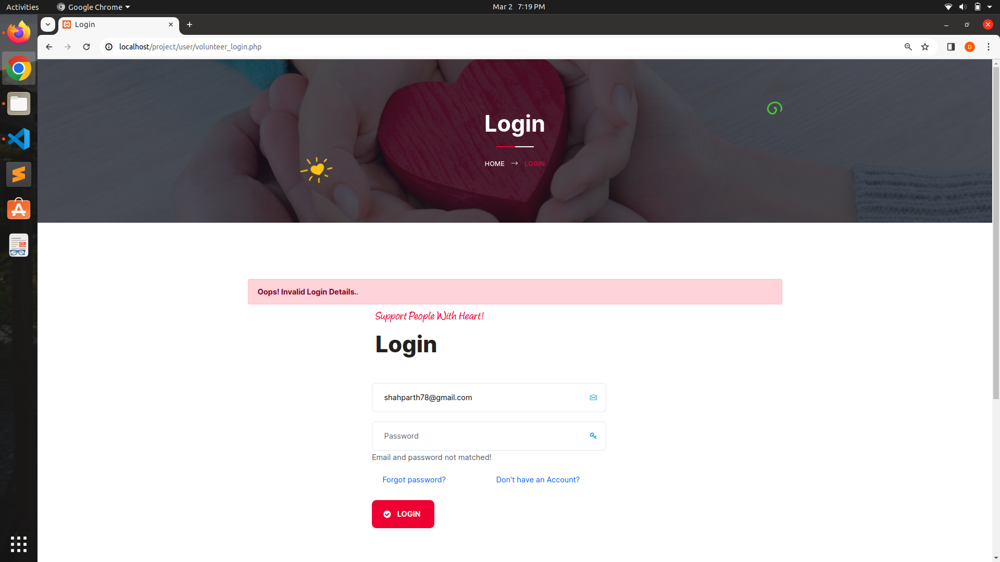 Activities
Google Chrome
Mar 2 7:19 PM
Login
localhost/project/user/volunteer_login.php
D
Login
HOME → LOGIN
Oops! Invalid Login Details..
Support People With Heart!
Login
shahparth78@gmail.com
Password
Email and password not matched!
Forgot password?
Don't have an Account?
LOGIN